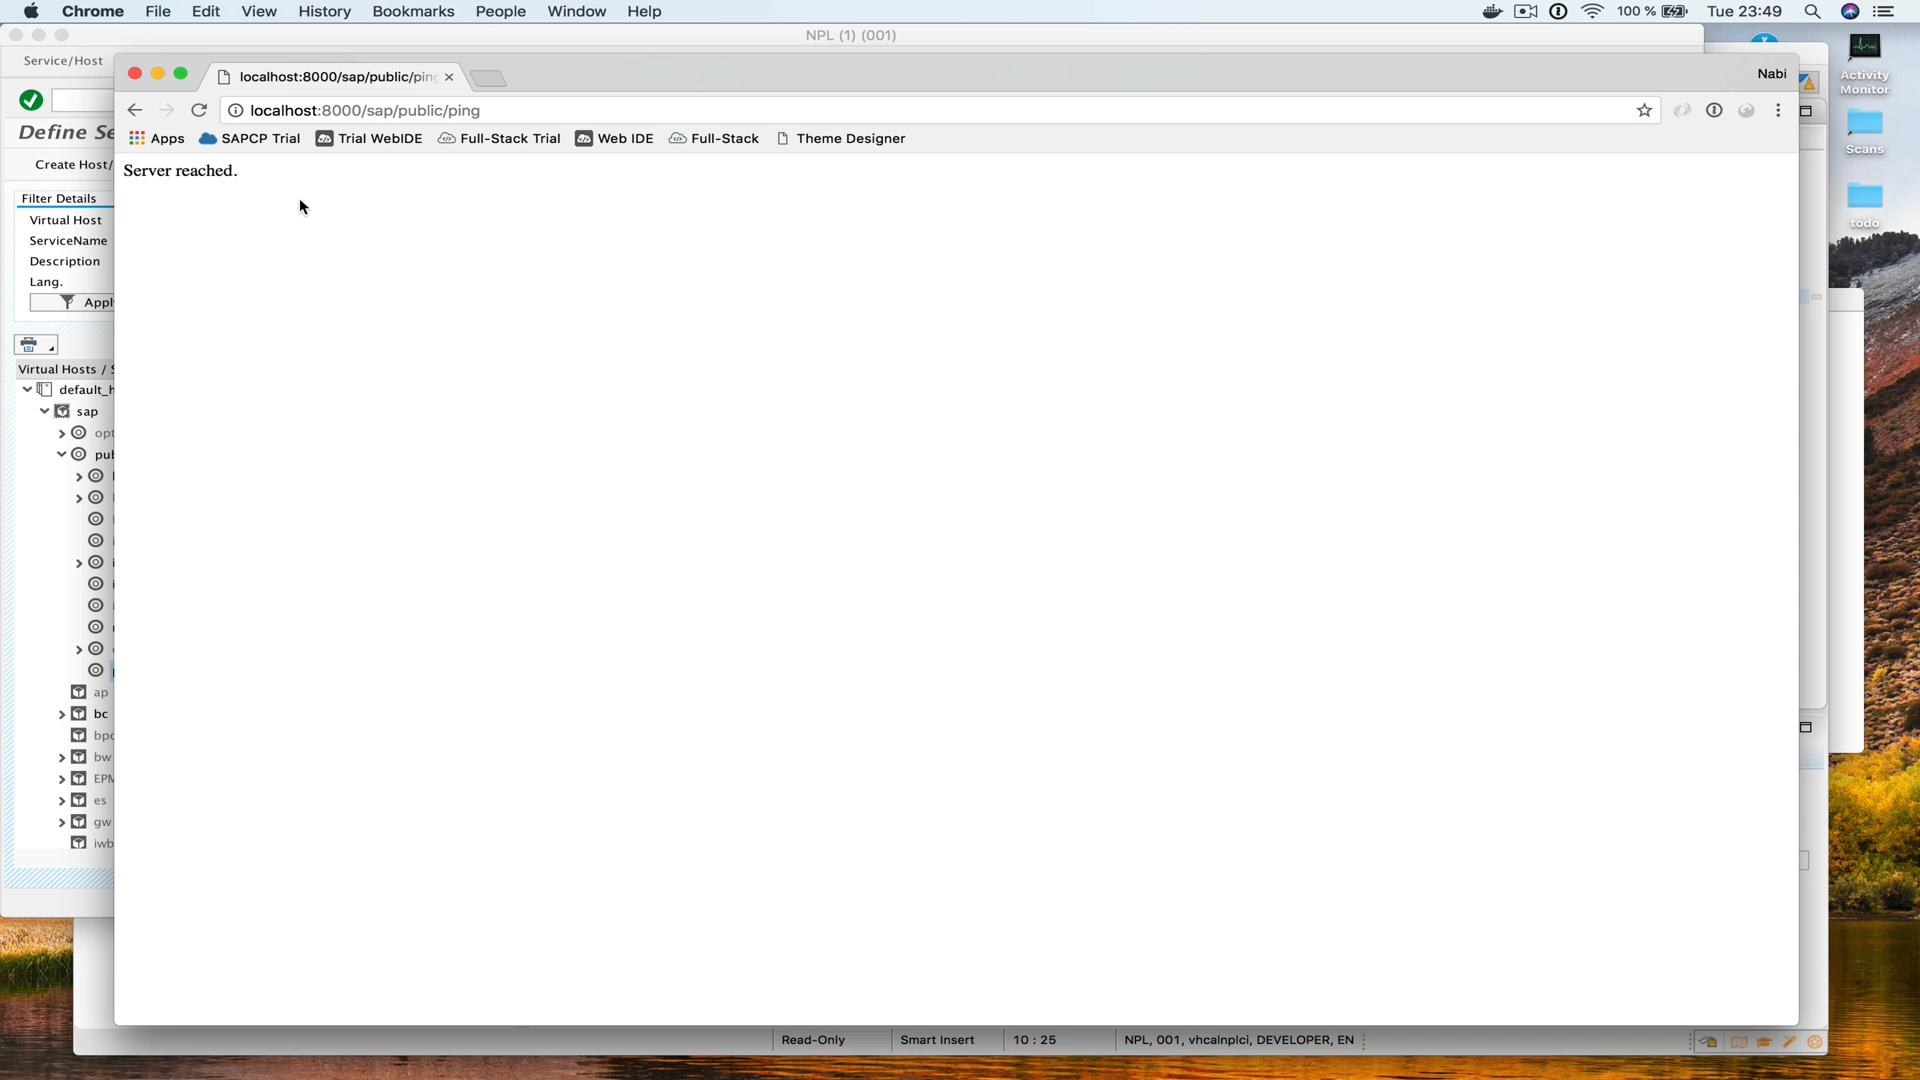 Chrome File Edit View History Bookmarks People Window Help
100 % Tue 23:49
NPL (1) (001)
Service/Host
localhost:8000/sap/public/pin
Nabi
localhost:8000/sap/public/ping
Apps SAPCP Trial Trial WebIDE Full-Stack Trial Web IDE Full-Stack Theme Designer
Server reached.
Define Se
Create Host/
Filter Details
Virtual Host
ServiceName
Description
Lang.
Appl
Virtual Hosts / S
default_h
sap
opt
pub
ap
bc
bpc
bw
EPM
es
gw
iwb
Activity
Monitor
Scans
todo
Read-Only Smart Insert 10 : 25 NPL, 001, vhcalnplci, DEVELOPER, EN